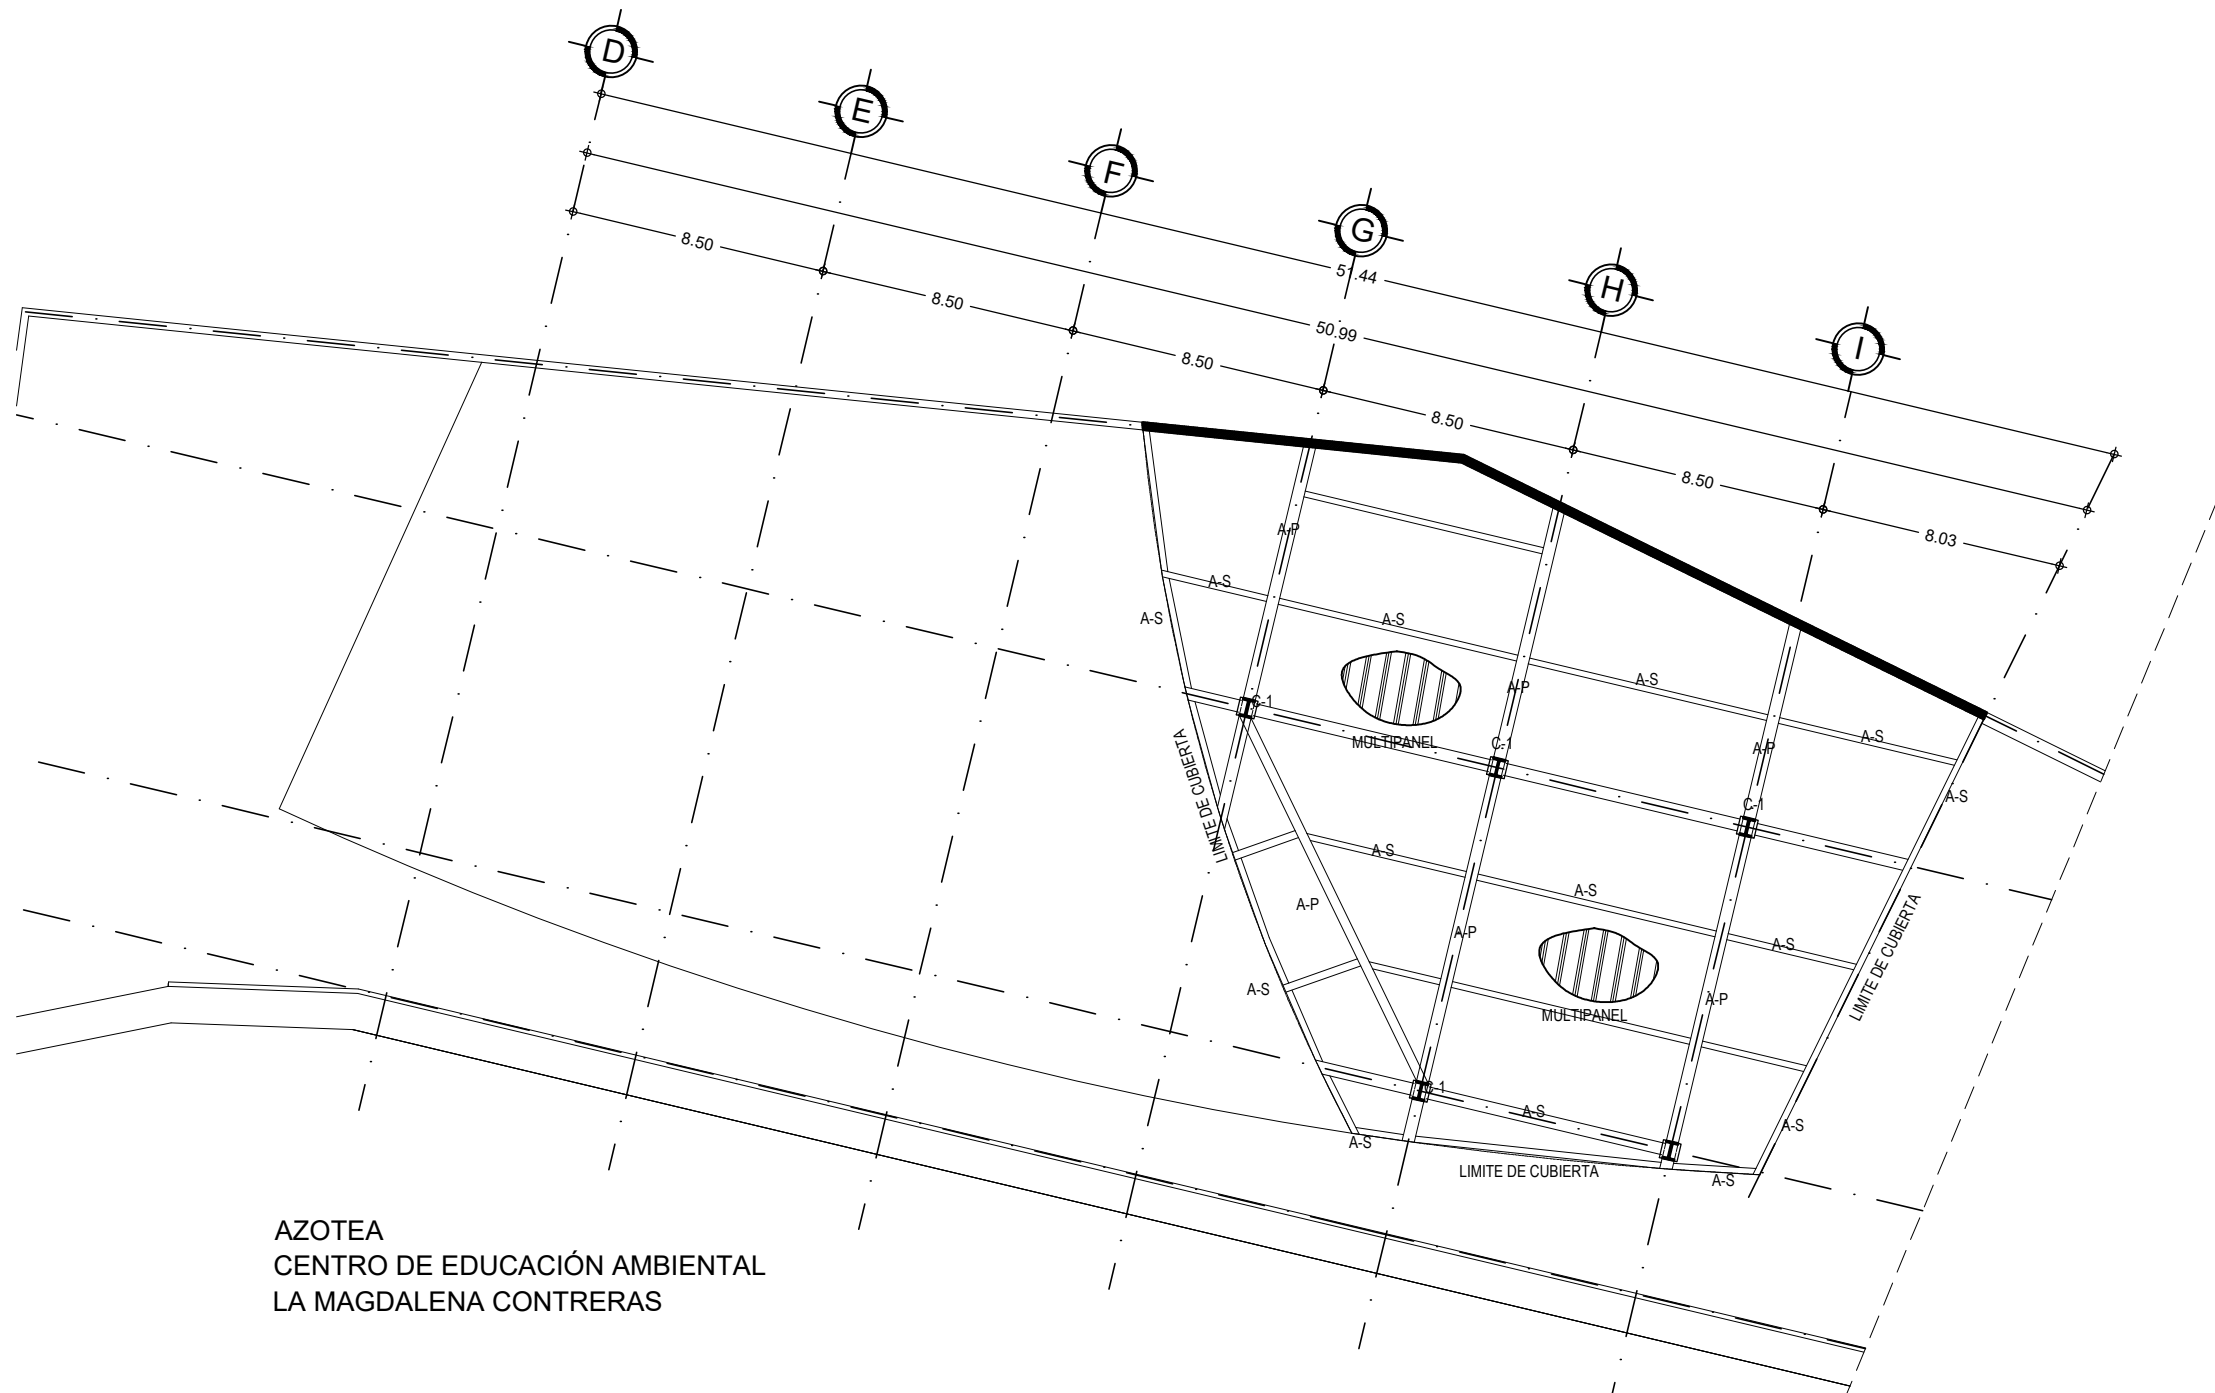 D
E
F
G
H
I
51.44
50.99
8.50
8.50
8.50
8.50
8.50
8.03
A-P
A-S
A-S
A-S
A-S
A-P
C-1
MULTIPANEL
C-1
A-S
A-P
LIMITE DE CUBIERTA
A-S
C-1
A-S
A-S
A-P
A-P
A-S
LIMITE DE CUBIERTA
A-S
MULTIPANEL
A-P
C-1
A-S
A-S
A-S
LIMITE DE CUBIERTA
A-S
AZOTEA
CENTRO DE EDUCACIÓN AMBIENTAL
LA MAGDALENA CONTRERAS